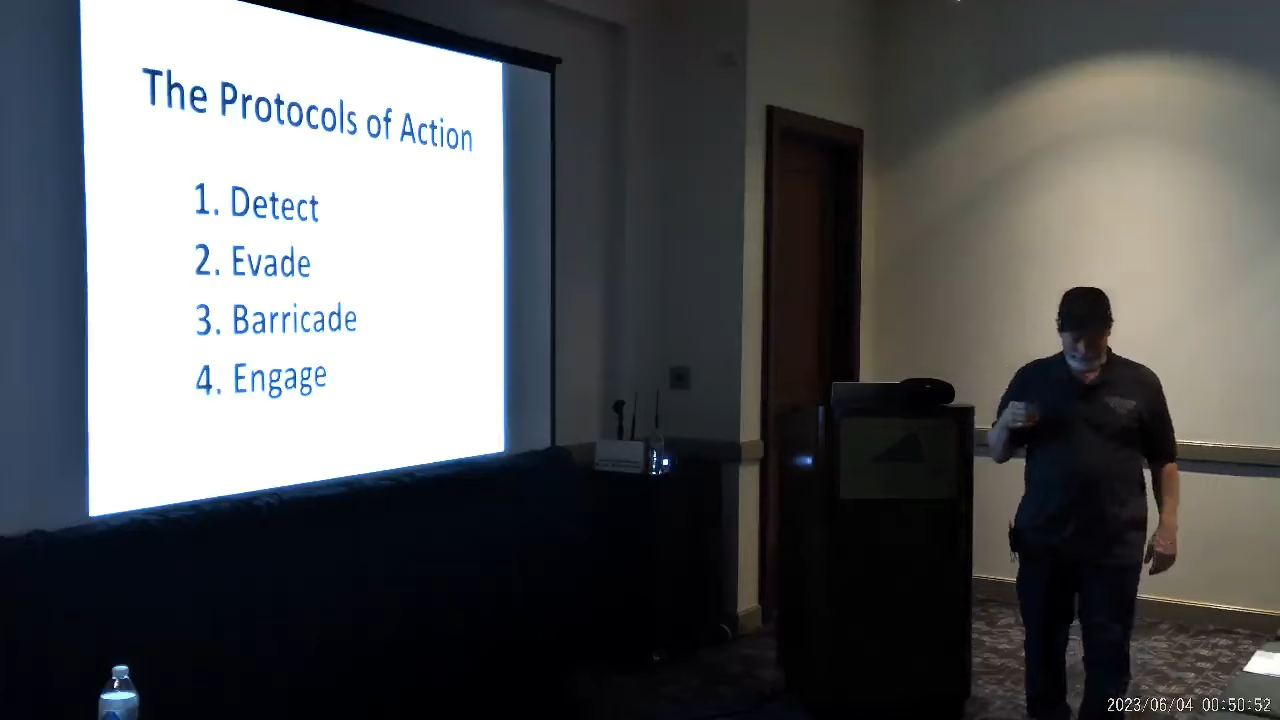 The Protocols of Action
1. Detect
2. Evade
3. Barricade
4. Engage
2023/06/04 00:50:52